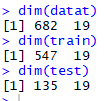 > dim(datat)
[1] 682  19
> dim(train)
[1] 547  19
> dim(test)
[1] 135  19
>